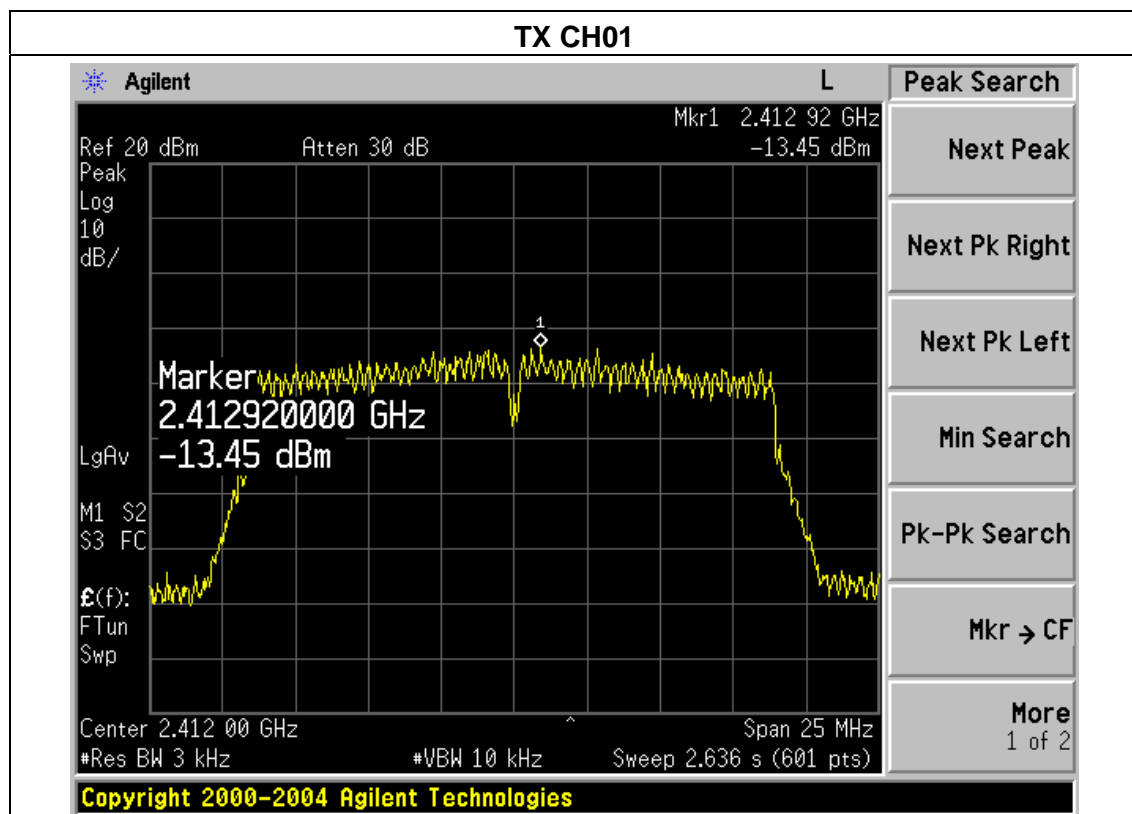 TX CH01
Agilent
L
Peak Search
Mkr1 2.412 92 GHz
Ref 20 dBm Atten 30 dB -13.45 dBm
Peak
Log
10
dB/
1
Marker
2.412920000 GHz
-13.45 dBm
LgAv
M1 S2
S3 FC
£(f):
FTun
Swp
Center 2.412 00 GHz ^ Span 25 MHz
#Res BW 3 kHz #VBW 10 kHz Sweep 2.636 s (601 pts)
Copyright 2000-2004 Agilent Technologies
Next Peak
Next Pk Right
Next Pk Left
Min Search
Pk-Pk Search
Mkr → CF
More
1 of 2